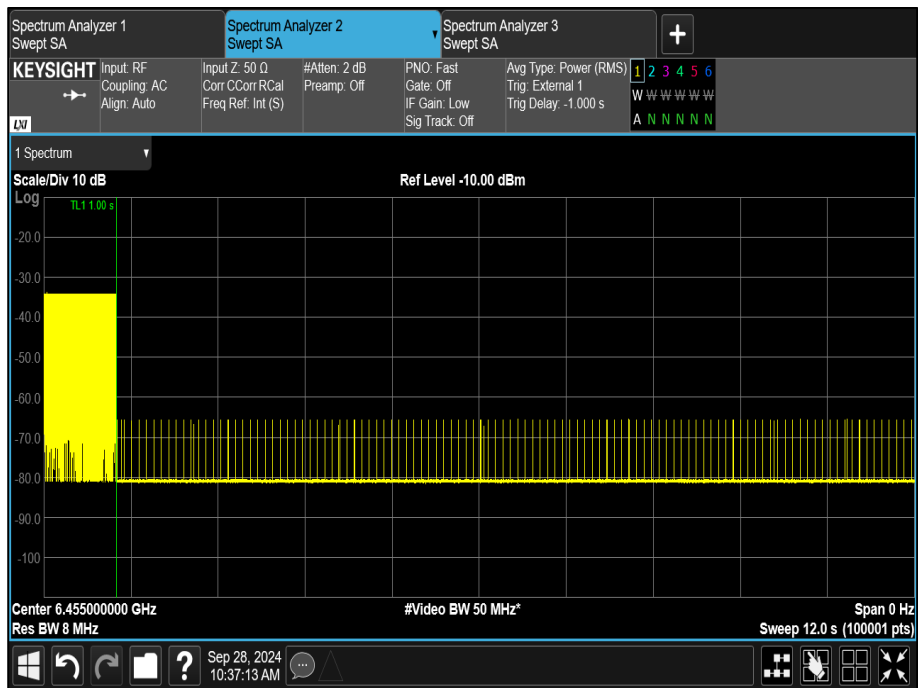 Spectrum Analyzer 1
Swept SA
Spectrum Analyzer 2
Swept SA
Spectrum Analyzer 3
Swept SA
KEYSIGHT
LXI
Input: RF
Coupling: AC
Align: Auto
Input Z: 50 Ω
Corr CCorr RCal
Freq Ref: Int (S)
#Atten: 2 dB
Preamp: Off
PNO: Fast
Gate: Off
IF Gain: Low
Sig Track: Off
Avg Type: Power (RMS)
Trig: External 1
Trig Delay: -1.000 s
1 2 3 4 5 6
W W W W W W
A N N N N N
1 Spectrum
Scale/Div 10 dB
Ref Level -10.00 dBm
Log
TL1 1.00 s
-20.0
-30.0
-40.0
-50.0
-60.0
-70.0
-80.0
-90.0
-100
Center 6.455000000 GHz
#Video BW 50 MHz*
Span 0 Hz
Res BW 8 MHz
Sweep 12.0 s (100001 pts)
?
Sep 28, 2024
10:37:13 AM